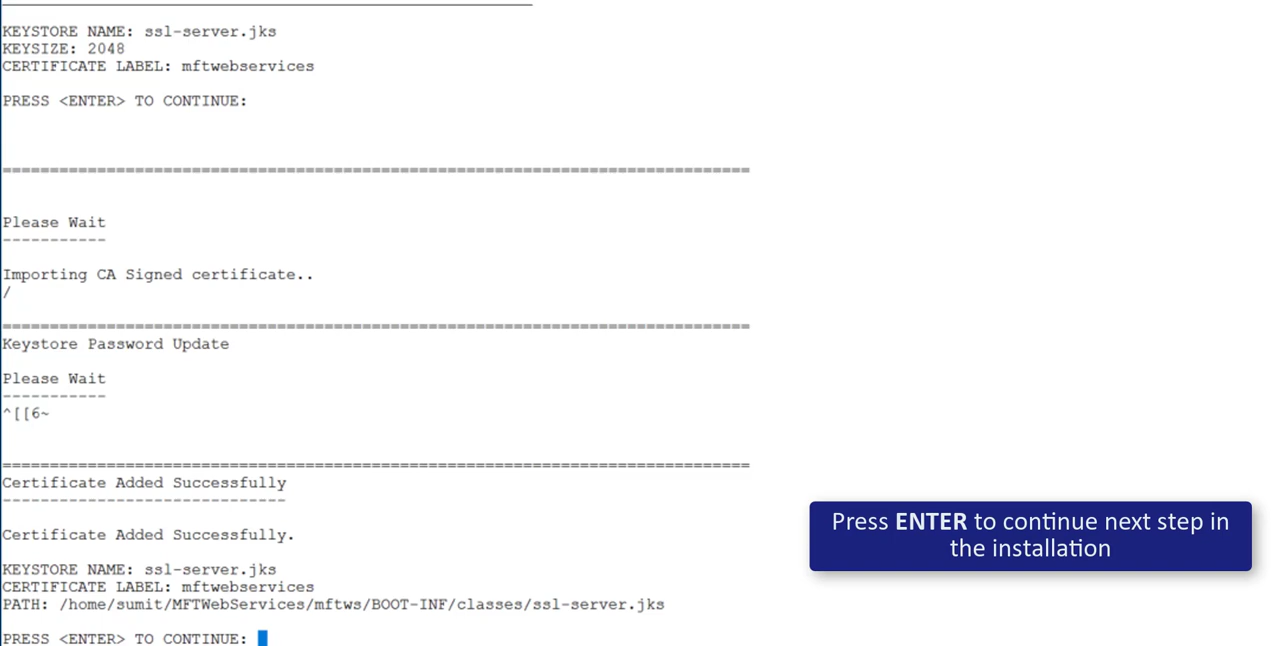 KEYSTORE NAME: ssl-server.jks
KEYSIZE: 2048
CERTIFICATE LABEL: mftwebservices
PRESS <ENTER> TO CONTINUE:
===============================================================================
Please Wait
-----------
Importing CA Signed certificate..
/
===============================================================================
Keystore Password Update
Please Wait
-----------
^[[6~
===============================================================================
Certificate Added Successfully
------------------------------
Certificate Added Successfully.
KEYSTORE NAME: ssl-server.jks
CERTIFICATE LABEL: mftwebservices
PATH: /home/sumit/MFTWebServices/mftws/BOOT-INF/classes/ssl-server.jks
PRESS <ENTER> TO CONTINUE:
Press ENTER to continue next step in
the installation